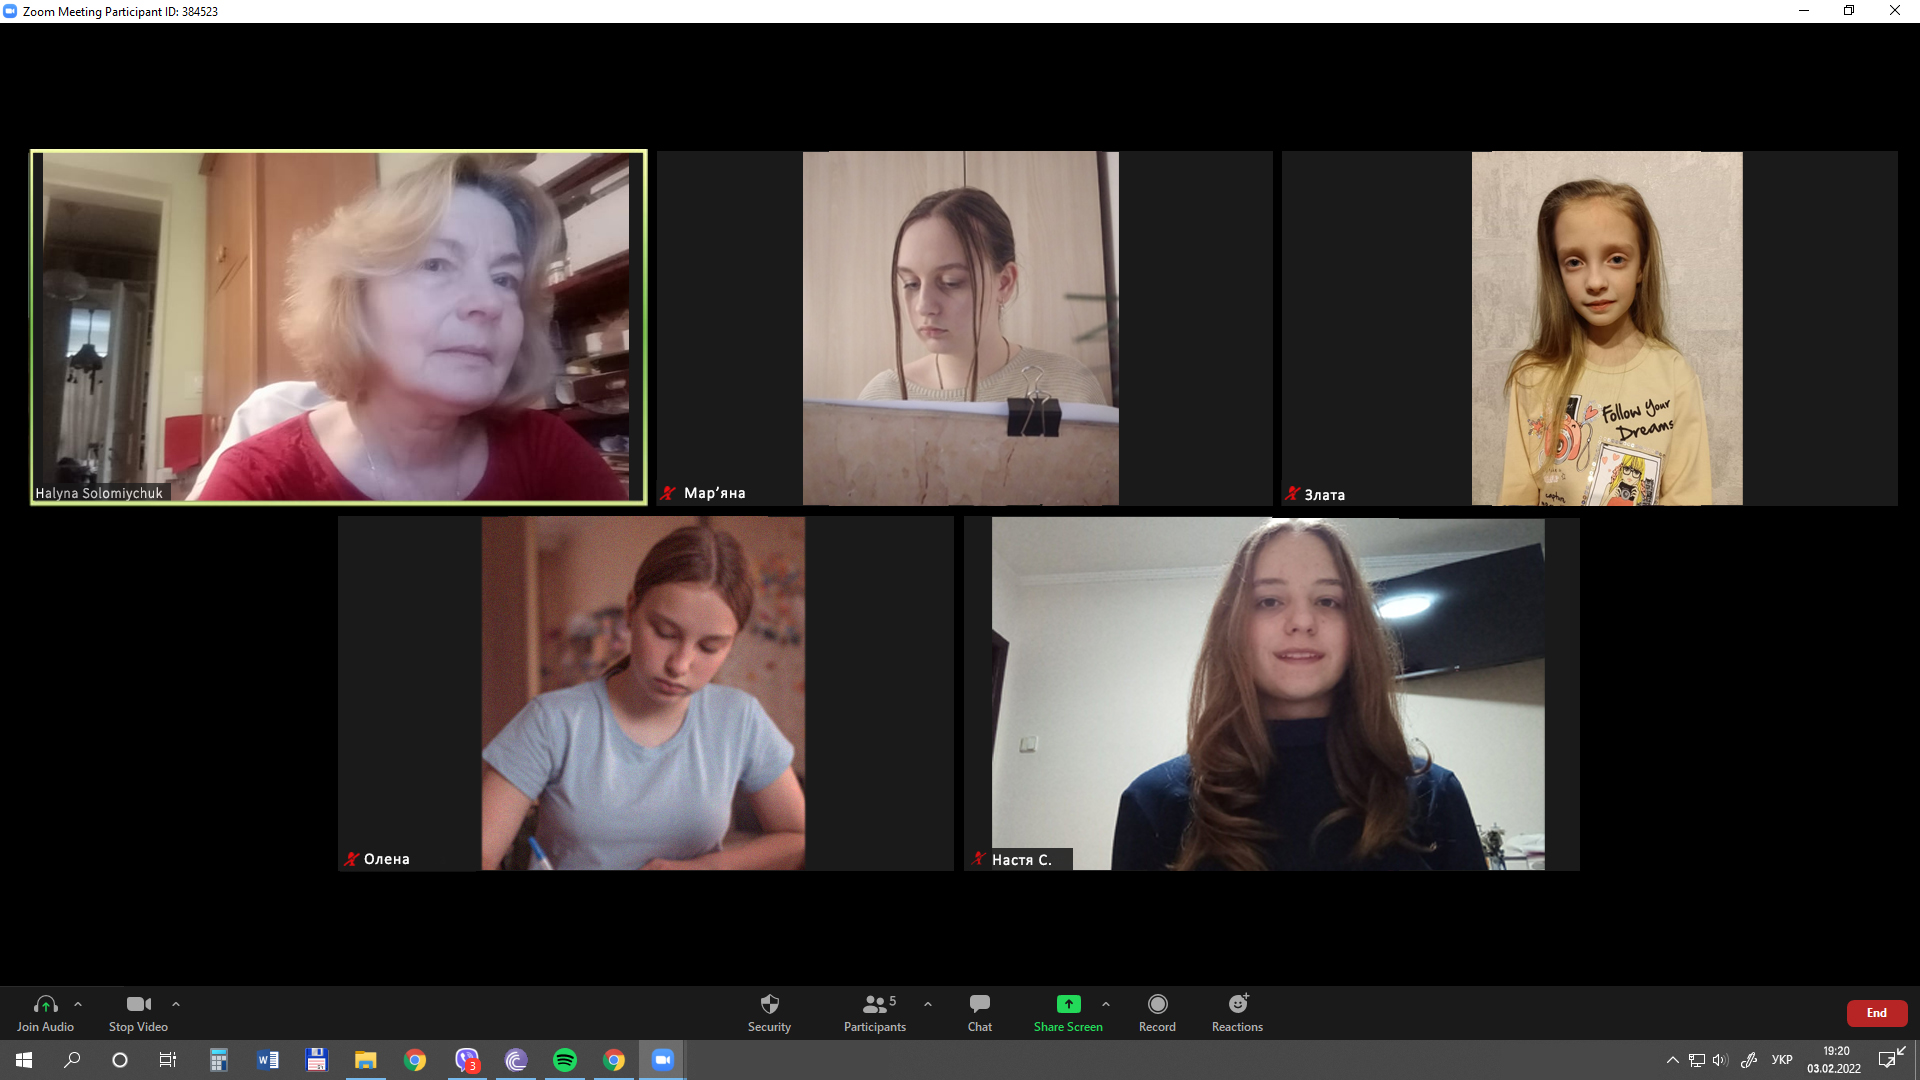 Zoom Meeting Participant ID: 384523
Halyna Solomiychuk
Мар’яна
Злата
Follow Your
Dreams
Олена
Настя С.
Join Audio
Stop Video
Security
5
Participants
Chat
Share Screen
Record
Reactions
End
W
3
УКР
19:20
03.02.2022